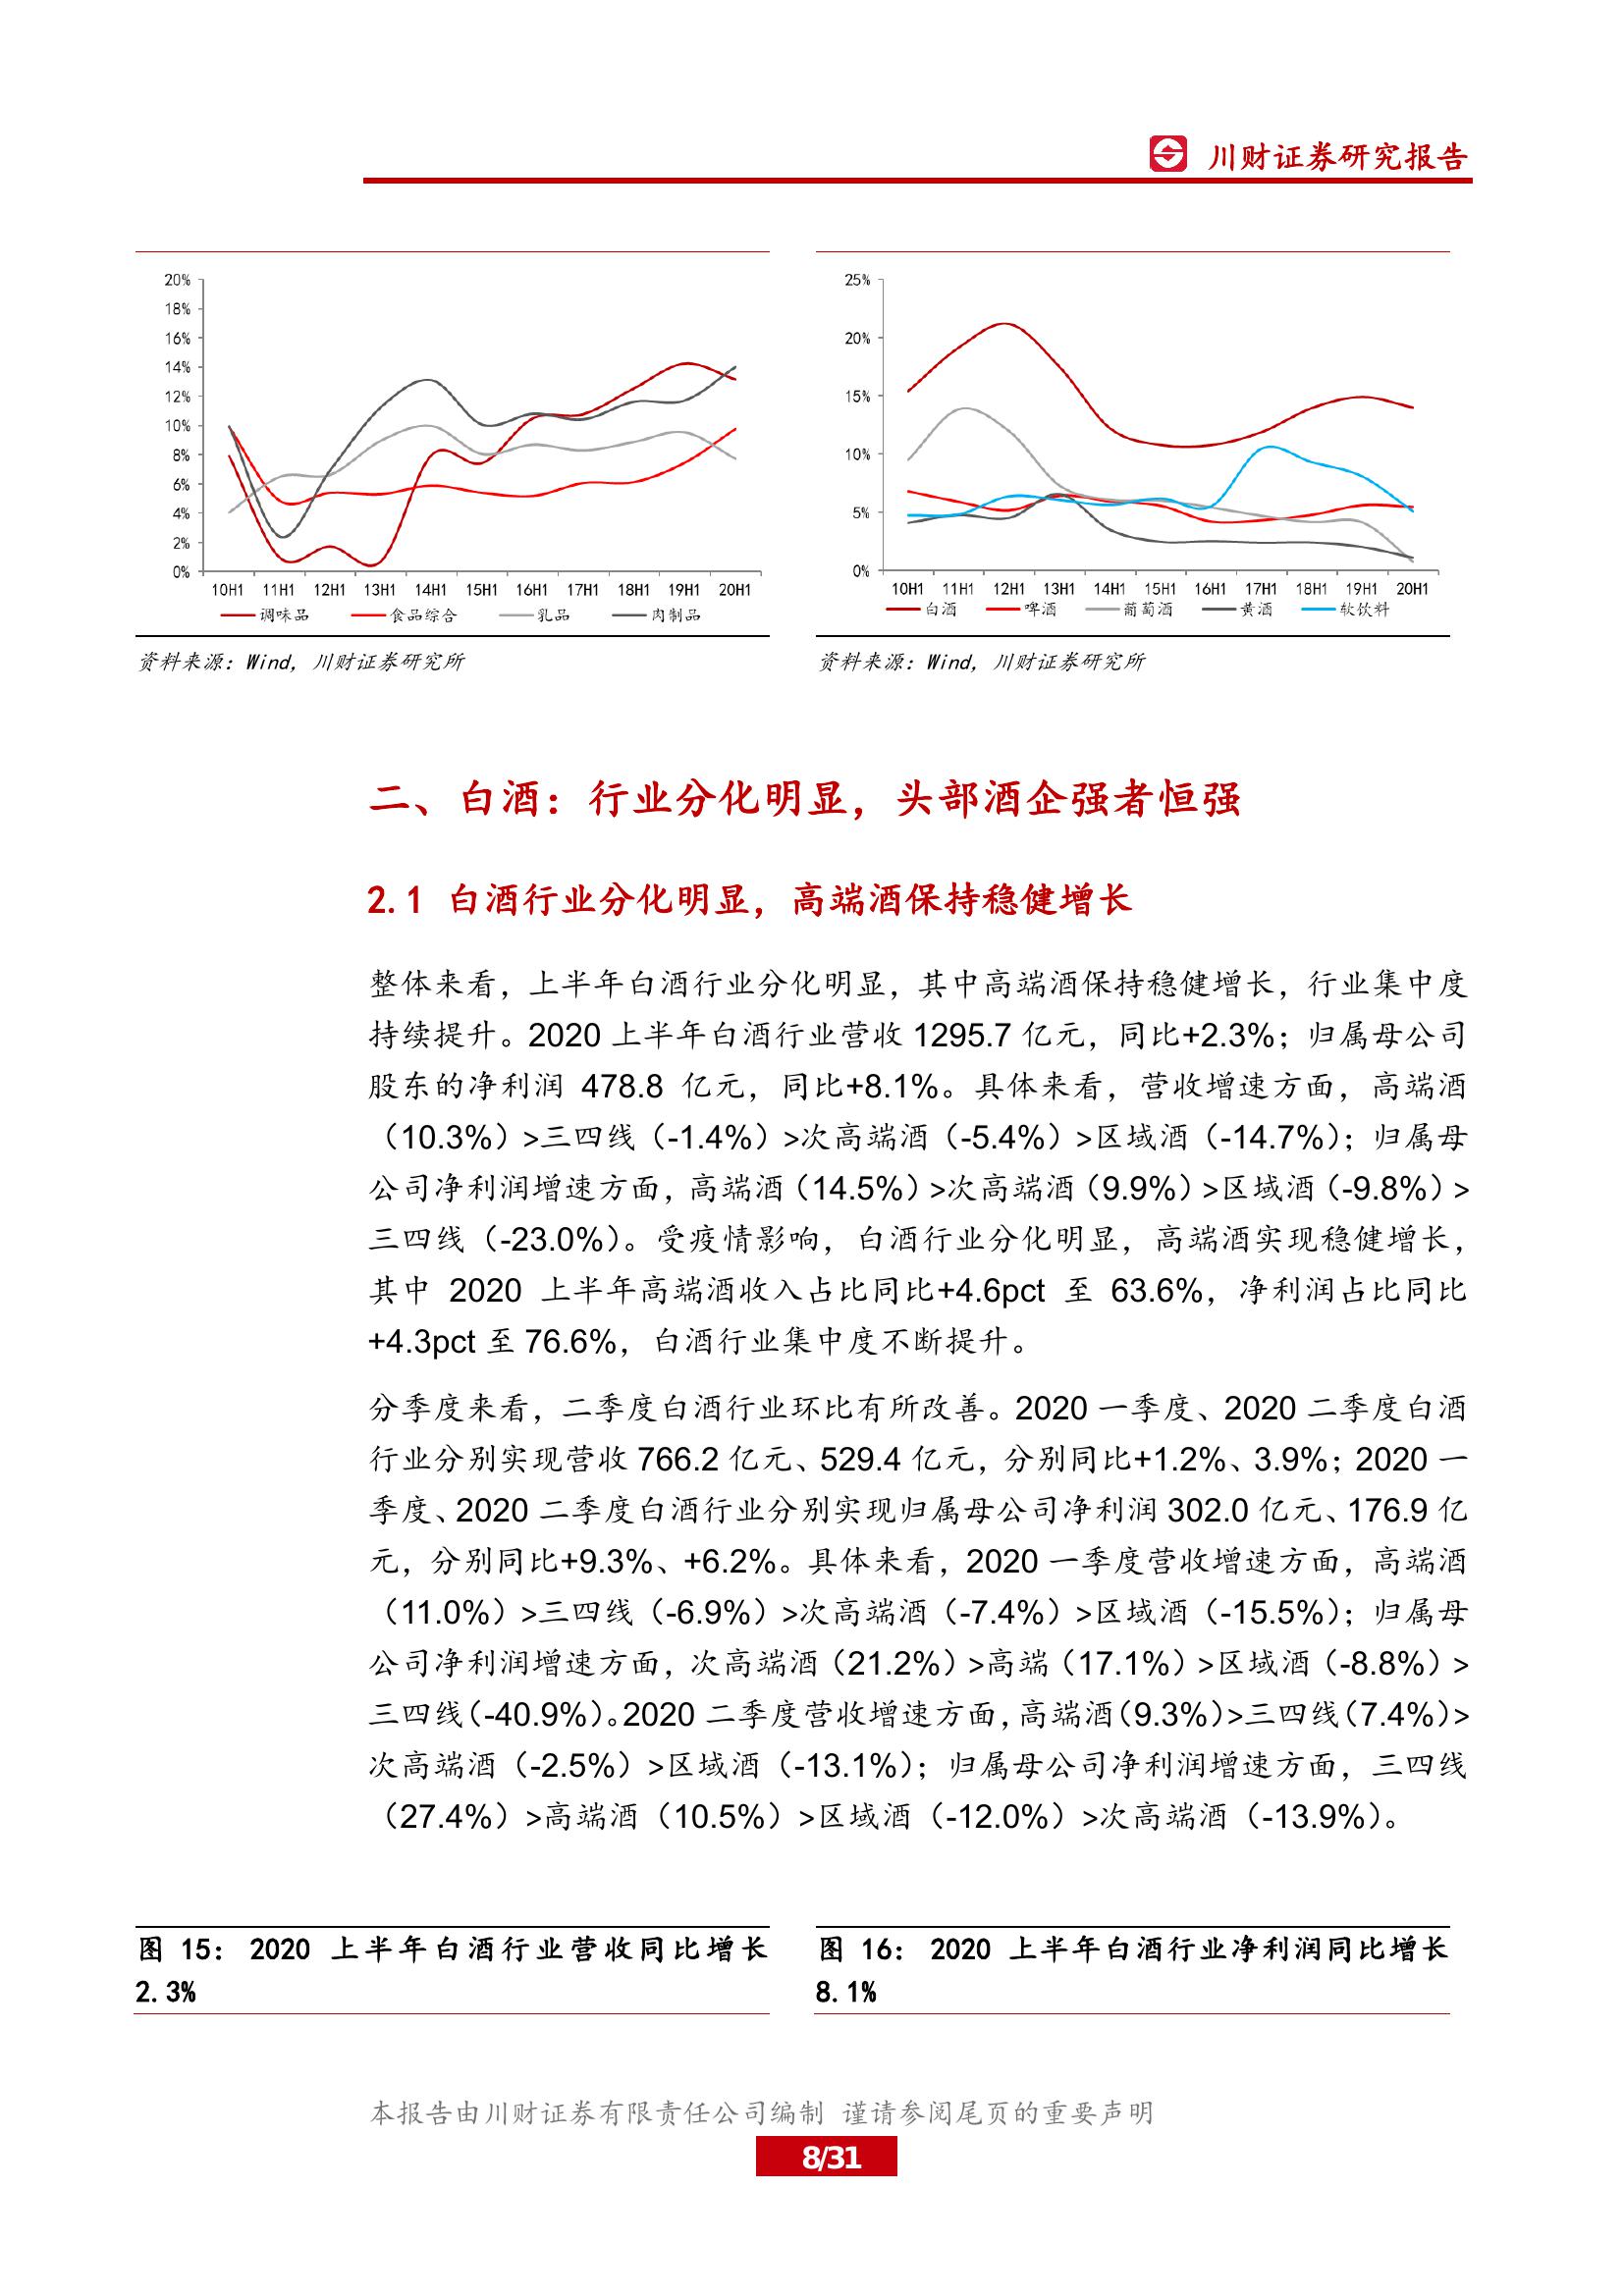 川财证券研究报告
20%
18%
16%
14%
12%
10%
8%
6%
4%
2%
0%
10H1 11H1 12H1 13H1 14H1 15H1 16H1 17H1 18H1 19H1 20H1
调味品 食品综合 乳品 肉制品
资料来源：Wind，川财证券研究所
25%
20%
15%
10%
5%
0%
10H1 11H1 12H1 13H1 14H1 15H1 16H1 17H1 18H1 19H1 20H1
白酒 啤酒 葡萄酒 黄酒 软饮料
资料来源：Wind，川财证券研究所
二、白酒：行业分化明显，头部酒企强者恒强
2.1 白酒行业分化明显，高端酒保持稳健增长
整体来看，上半年白酒行业分化明显，其中高端酒保持稳健增长，行业集中度
持续提升。2020 上半年白酒行业营收 1295.7 亿元，同比+2.3%；归属母公司
股东的净利润 478.8 亿元，同比+8.1%。具体来看，营收增速方面，高端酒
（10.3%）>三四线（-1.4%）>次高端酒（-5.4%）>区域酒（-14.7%）；归属母
公司净利润增速方面，高端酒（14.5%）>次高端酒（9.9%）>区域酒（-9.8%）>
三四线（-23.0%）。受疫情影响，白酒行业分化明显，高端酒实现稳健增长，
其中 2020 上半年高端酒收入占比同比+4.6pct 至 63.6%，净利润占比同比
+4.3pct 至 76.6%，白酒行业集中度不断提升。
分季度来看，二季度白酒行业环比有所改善。2020 一季度、2020 二季度白酒
行业分别实现营收 766.2 亿元、529.4 亿元，分别同比+1.2%、3.9%；2020 一
季度、2020 二季度白酒行业分别实现归属母公司净利润 302.0 亿元、176.9 亿
元，分别同比+9.3%、+6.2%。具体来看，2020 一季度营收增速方面，高端酒
（11.0%）>三四线（-6.9%）>次高端酒（-7.4%）>区域酒（-15.5%）；归属母
公司净利润增速方面，次高端酒（21.2%）>高端（17.1%）>区域酒（-8.8%）>
三四线（-40.9%）。2020 二季度营收增速方面，高端酒（9.3%）>三四线（7.4%）>
次高端酒（-2.5%）>区域酒（-13.1%）；归属母公司净利润增速方面，三四线
（27.4%）>高端酒（10.5%）>区域酒（-12.0%）>次高端酒（-13.9%）。
图 15： 2020 上半年白酒行业营收同比增长
2.3%
图 16： 2020 上半年白酒行业净利润同比增长
8.1%
本报告由川财证券有限责任公司编制 谨请参阅尾页的重要声明
8/31